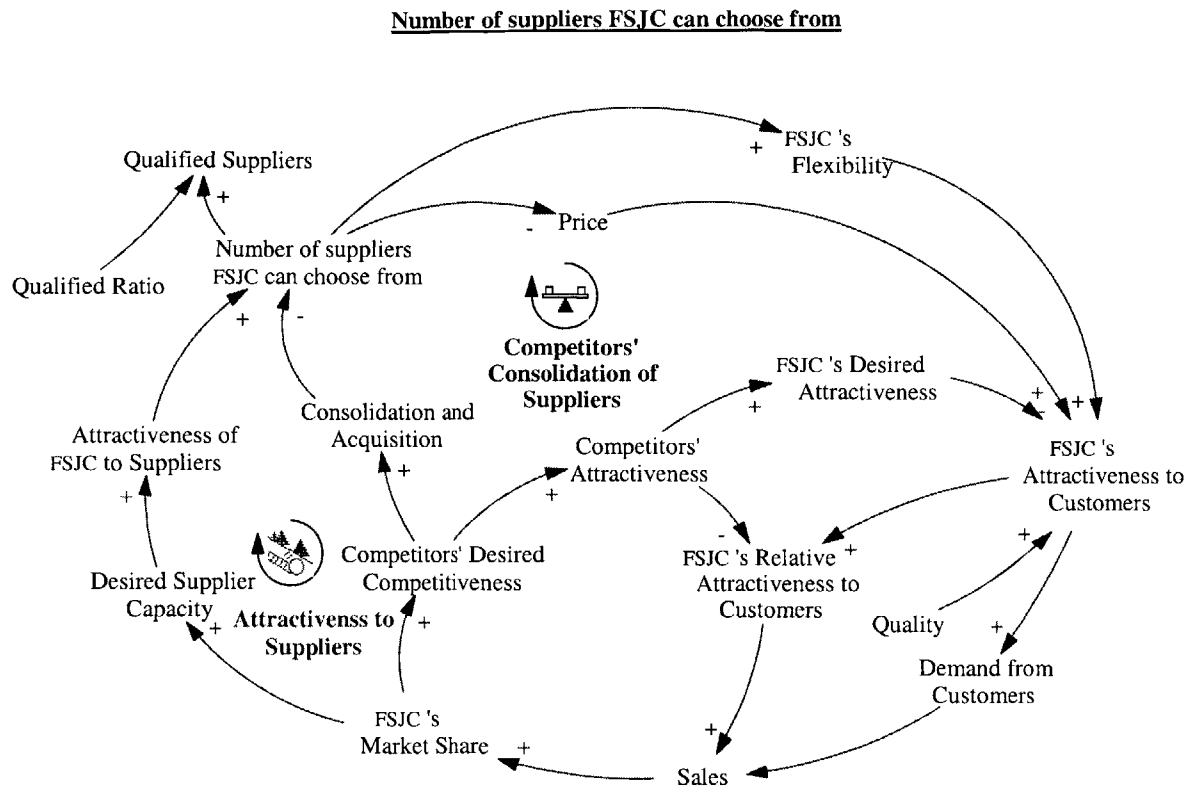 Number of suppliers FSJC can choose from
+
FSJC 's
Flexibility
Qualified Suppliers
+
-
Price
Number of suppliers
FSJC can choose from
Qualified Ratio
+
-
Competitors'
Consolidation of
Suppliers
FSJC 's Desired
Attractiveness
+
+
-
+
Consolidation and
Acquisition
Attractiveness of
FSJC to Suppliers
Competitors'
Attractiveness
FSJC 's
Attractiveness to
Customers
+
+
+
-
+
+
Competitors' Desired
Competitiveness
FSJC 's Relative
Attractiveness to
Customers
Desired Supplier
Capacity
+
Attractivenss to
Suppliers
+
Quality
+
Demand from
Customers
FSJC 's
Market Share
+
+
Sales